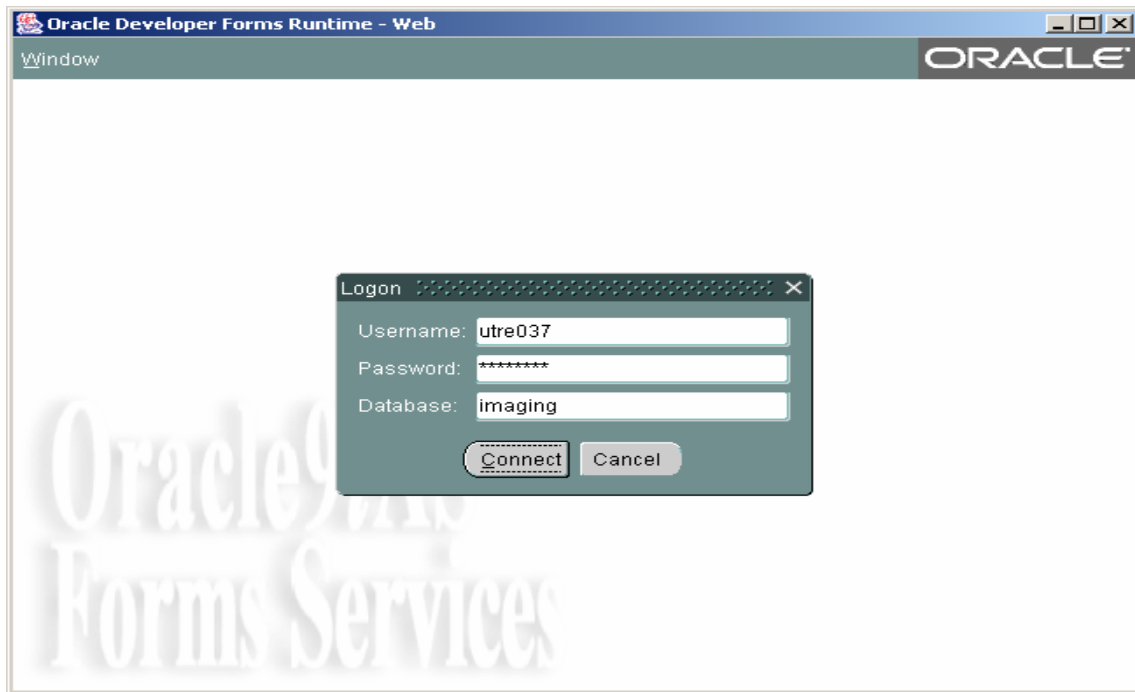 Oracle Developer Forms Runtime - Web
Window
ORACLE
Logon
Username: utre037
Password: ********
Database: imaging
Connect Cancel
Oracle9iAS
Forms Services